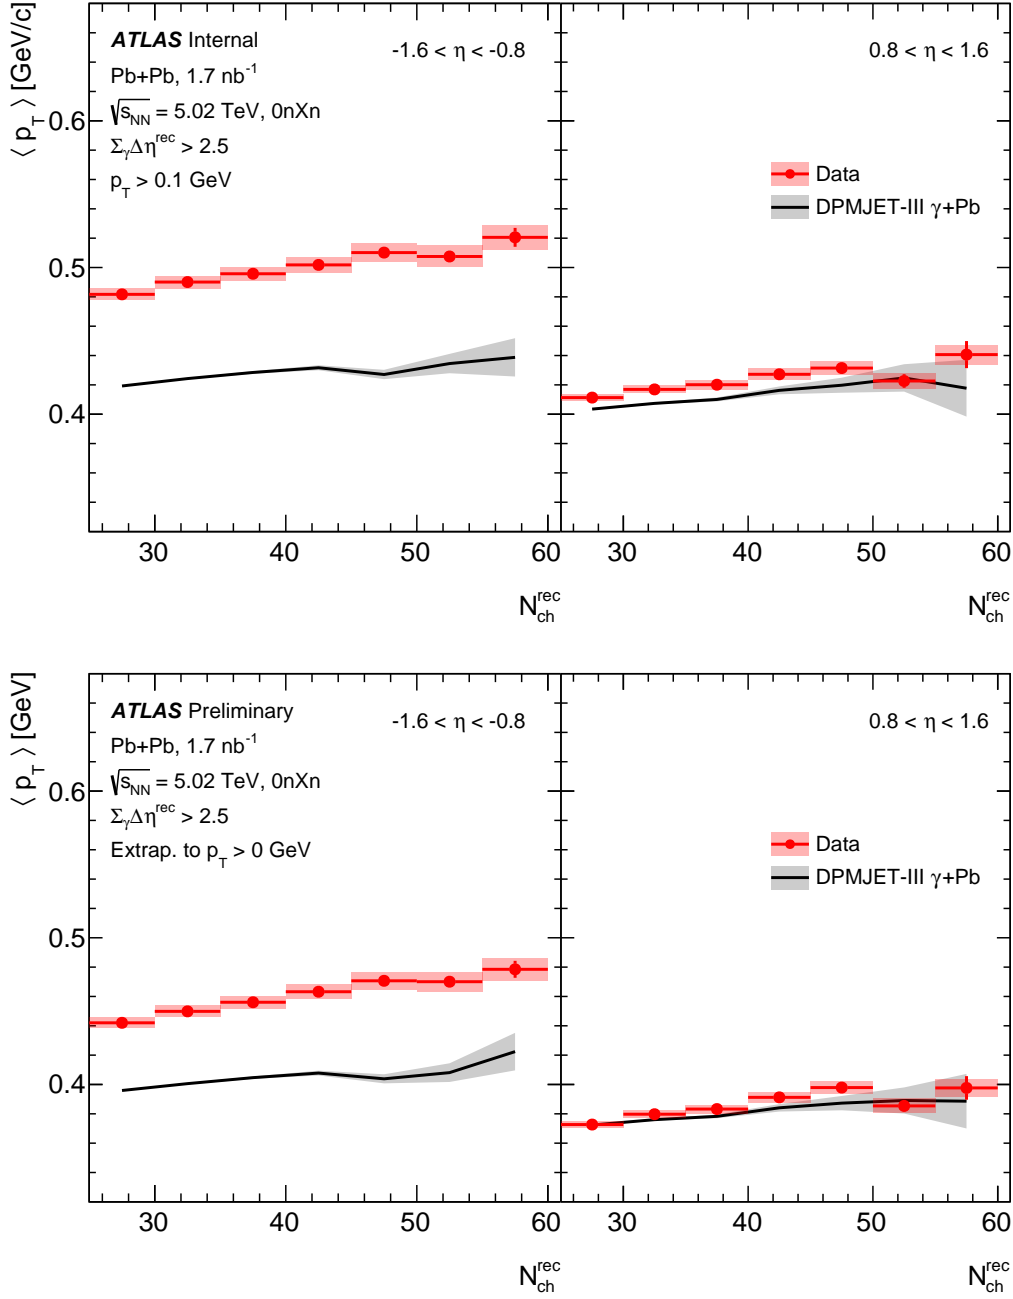 ⟨ p_T ⟩ [GeV/c]
ATLAS Internal
Pb+Pb, 1.7 nb⁻¹
√s_NN = 5.02 TeV, 0nXn
Σ_γΔη^rec > 2.5
p_T > 0.1 GeV
-1.6 < η < -0.8
0.8 < η < 1.6
Data
DPMJET-III γ+Pb
0.6
0.5
0.4
30 40 50 60
30 40 50 60
N_ch^rec
N_ch^rec
⟨ p_T ⟩ [GeV]
ATLAS Preliminary
Pb+Pb, 1.7 nb⁻¹
√s_NN = 5.02 TeV, 0nXn
Σ_γΔη^rec > 2.5
Extrap. to p_T > 0 GeV
-1.6 < η < -0.8
0.8 < η < 1.6
Data
DPMJET-III γ+Pb
0.6
0.5
0.4
30 40 50 60
30 40 50 60
N_ch^rec
N_ch^rec